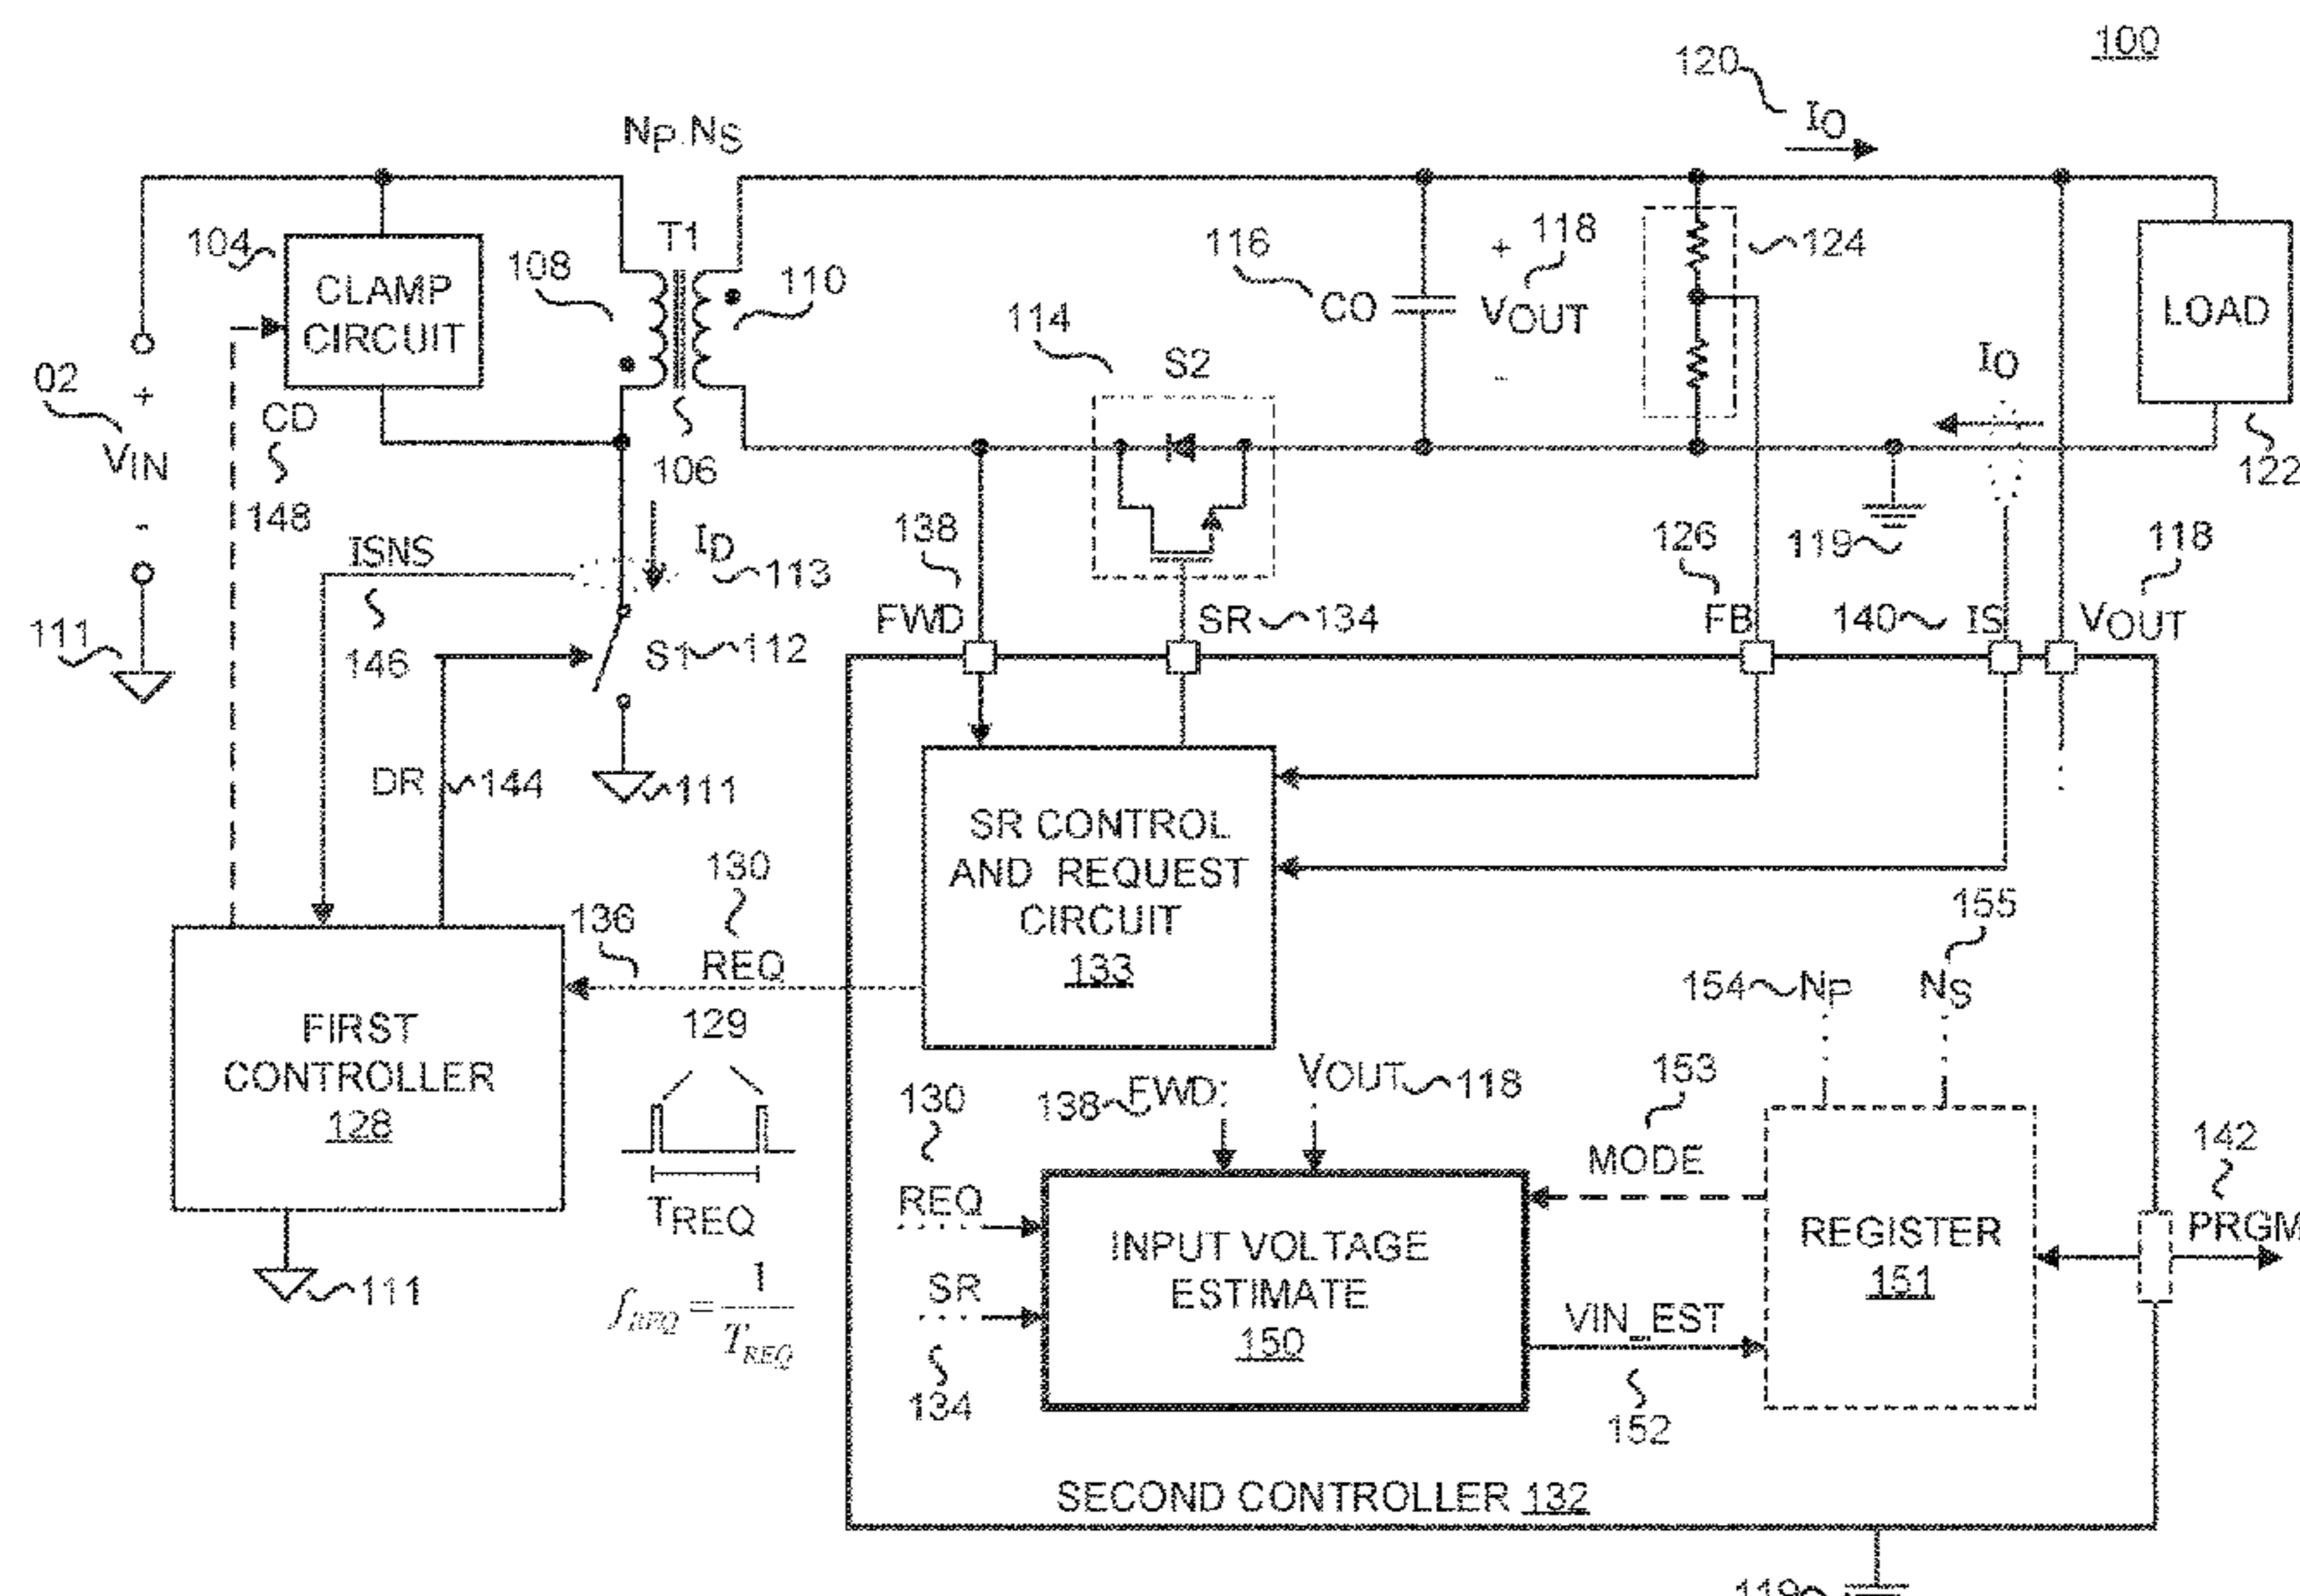 100
120
IO
NP:NS
T1
104
CLAMP
CIRCUIT
108
110
116
CO
+
118
VOUT
-
124
LOAD
114
S2
IO
02
+
VIN
-
CD
148
106
122
ISNS
146
ID
113
138
FWD
SR
134
126
FB
119
140
IS
118
VOUT
111
S1
112
DR
144
111
SR CONTROL
AND REQUEST
CIRCUIT
133
130
136
REQ
129
155
154
NP
NS
FIRST
CONTROLLER
128
TREQ
fREQ = 1 / TREQ
111
130
REQ
SR
134
138
FWD
VOUT
118
153
MODE
INPUT VOLTAGE
ESTIMATE
150
VIN_EST
152
REGISTER
151
142
PRGM
SECOND CONTROLLER 132
119